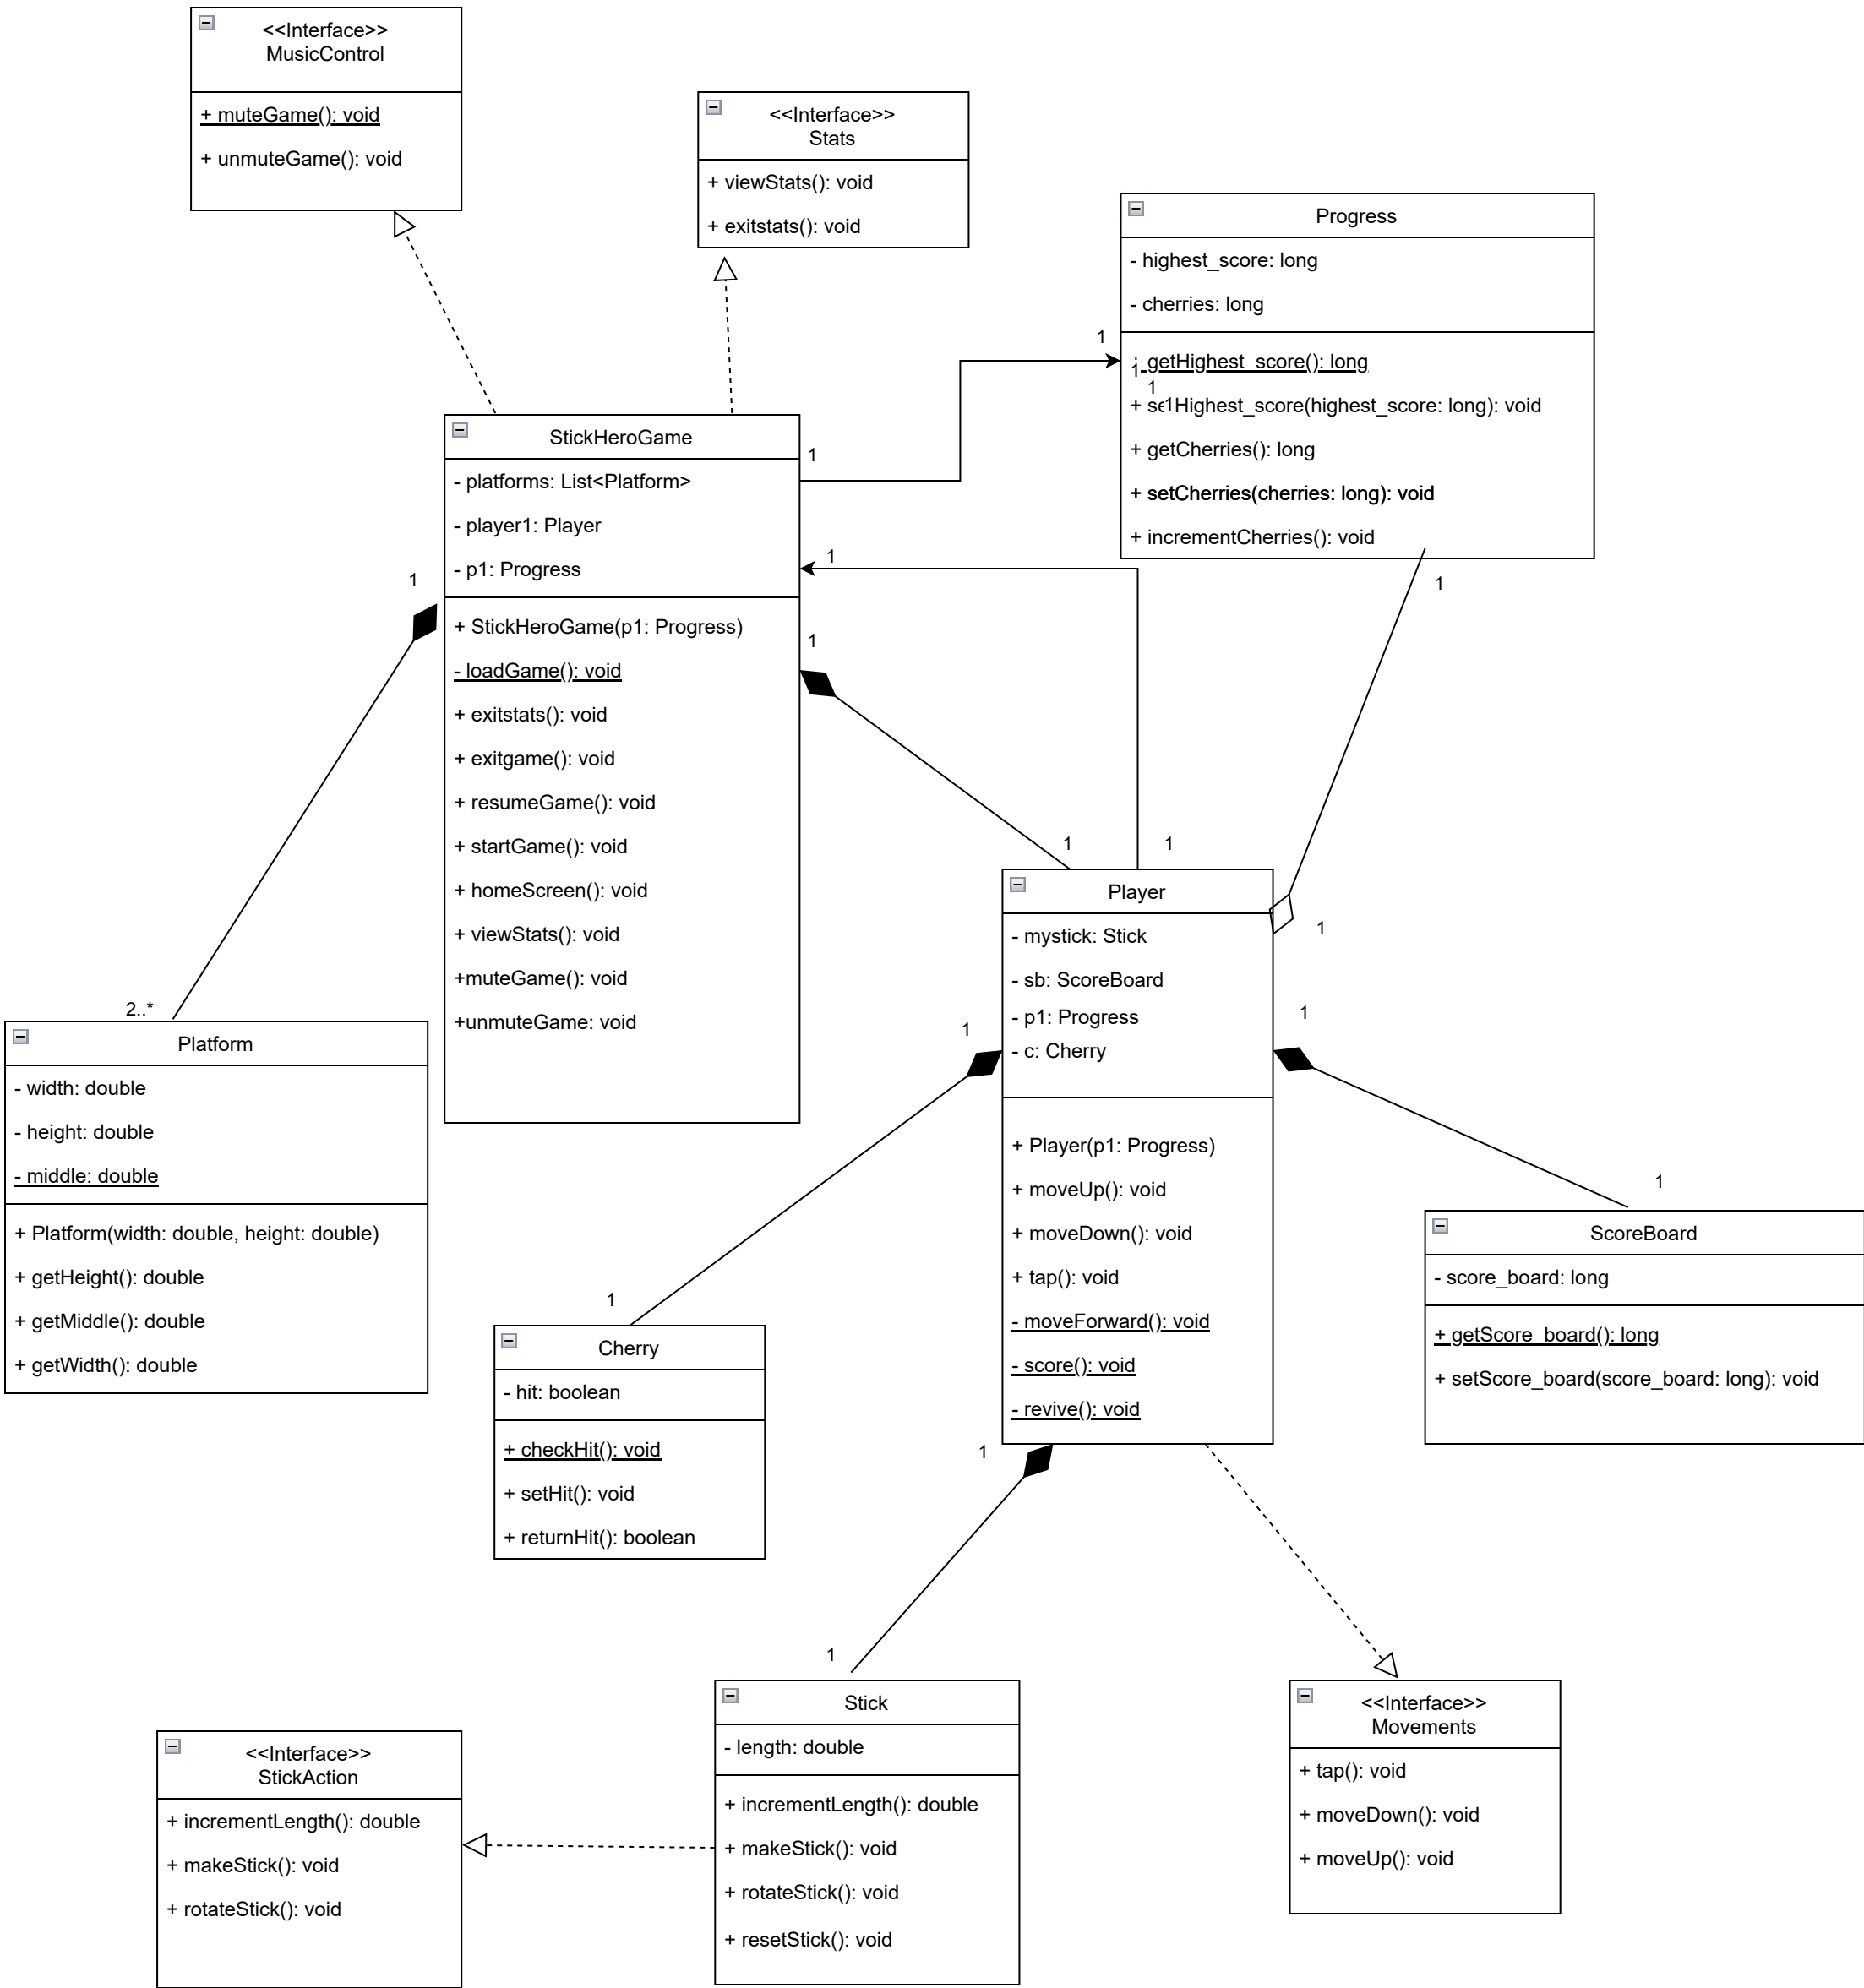 <<Interface>>
MusicControl
+ muteGame(): void
+ unmuteGame(): void
<<Interface>>
Stats
+ viewStats(): void
+ exitstats(): void
Progress
- highest_score: long
- cherries: long
1
getHighest_score(): long
1
1
+ se1Highest_score(highest_score: long): void
+ getCherries(): long
+ setCherries(cherries: long): void
+ incrementCherries(): void
1
StickHeroGame
1
- platforms: List<Platform>
- player1: Player
- p1: Progress
1
1
+ StickHeroGame(p1: Progress)
1
- loadGame(): void
+ exitstats(): void
+ exitgame(): void
+ resumeGame(): void
+ startGame(): void
+ homeScreen(): void
+ viewStats(): void
+muteGame(): void
+unmuteGame: void
1
1
Player
1
- mystick: Stick
- sb: ScoreBoard
- p1: Progress
- c: Cherry
1
1
+ Player(p1: Progress)
+ moveUp(): void
+ moveDown(): void
+ tap(): void
- moveForward(): void
- score(): void
- revive(): void
1
2..*
Platform
- width: double
- height: double
- middle: double
+ Platform(width: double, height: double)
+ getHeight(): double
+ getMiddle(): double
+ getWidth(): double
1
ScoreBoard
- score_board: long
+ getScore_board(): long
+ setScore_board(score_board: long): void
1
Cherry
- hit: boolean
+ checkHit(): void
+ setHit(): void
+ returnHit(): boolean
1
Stick
- length: double
+ incrementLength(): double
+ makeStick(): void
+ rotateStick(): void
+ resetStick(): void
<<Interface>>
Movements
+ tap(): void
+ moveDown(): void
+ moveUp(): void
<<Interface>>
StickAction
+ incrementLength(): double
+ makeStick(): void
+ rotateStick(): void